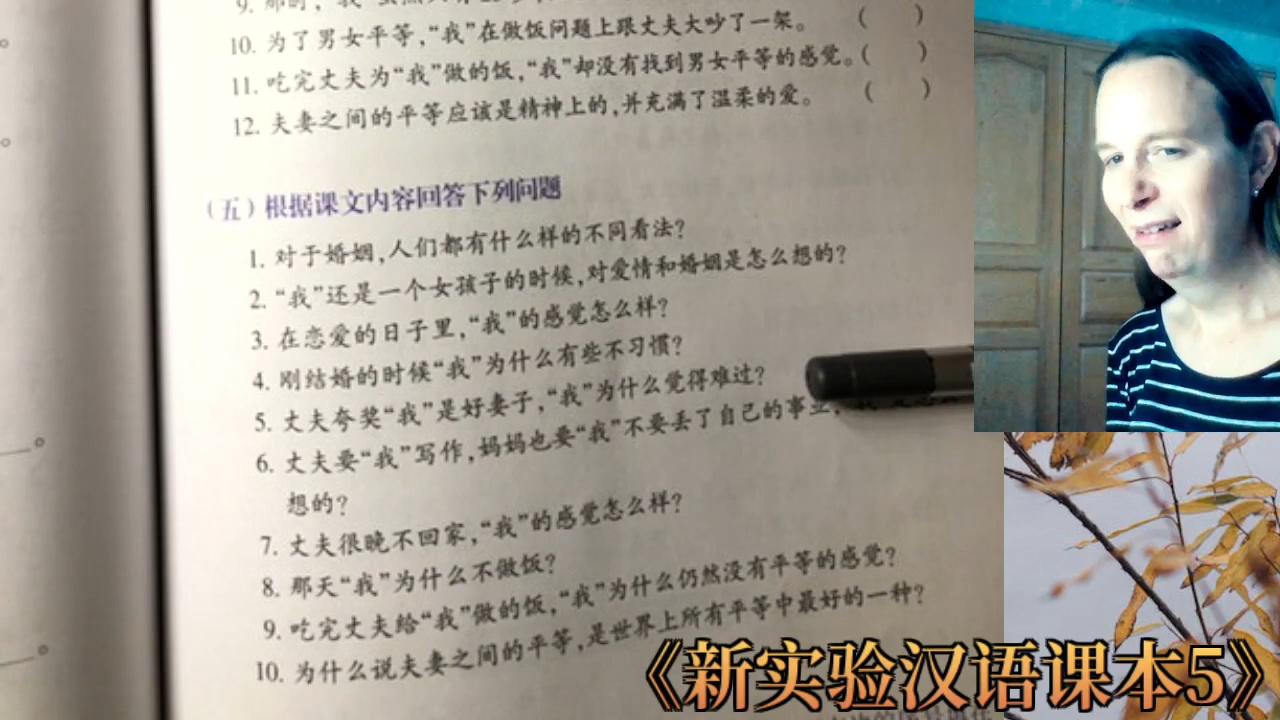 9. 那时，“我”虽然只有
10. 为了男女平等，“我”在做饭问题上跟丈夫大吵了一架。 （ ）
11. 吃完丈夫为“我”做的饭，“我”却没有找到男女平等的感觉。（ ）
12. 夫妻之间的平等应该是精神上的，并充满了温柔的爱。 （ ）
（五）根据课文内容回答下列问题
1. 对于婚姻，人们都有什么样的不同看法？
2. “我”还是一个女孩子的时候，对爱情和婚姻是怎么想的？
3. 在恋爱的日子里，“我”的感觉怎么样？
4. 刚结婚的时候“我”为什么有些不习惯？
5. 丈夫夸奖“我”是好妻子，“我”为什么觉得难过？
6. 丈夫要“我”写作，妈妈也要“我”不要丢了自己的事业，
想的？
7. 丈夫很晚不回家，“我”的感觉怎么样？
8. 那天“我”为什么不做饭？
9. 吃完丈夫给“我”做的饭，“我”为什么仍然没有平等的感觉？
10. 为什么说夫妻之间的平等，是世界上所有平等中最好的一种？
《新实验汉语课本5》